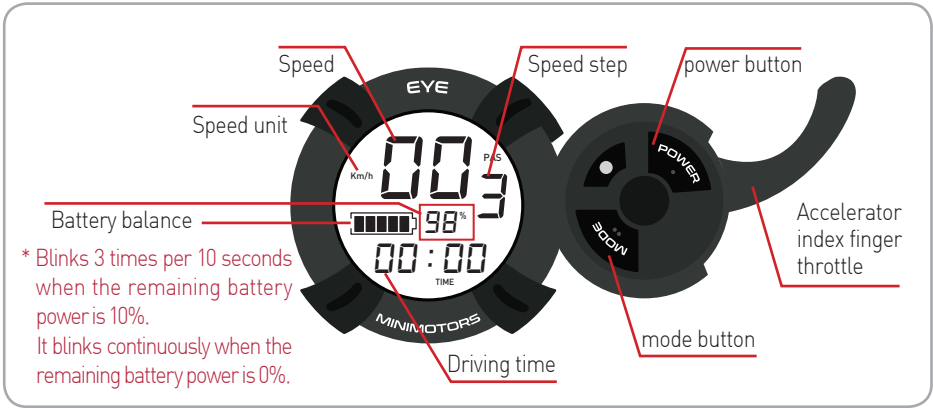 Speed
Speed step
power button
EYE
Speed unit
PAS
POWER
Km/h
00
3
Battery balance
98%
MODE
Accelerator
index finger
throttle
* Blinks 3 times per 10 seconds
when the remaining battery
power is 10%.
It blinks continuously when the
remaining battery power is 0%.
00:00
TIME
MINIMOTORS
mode button
Driving time